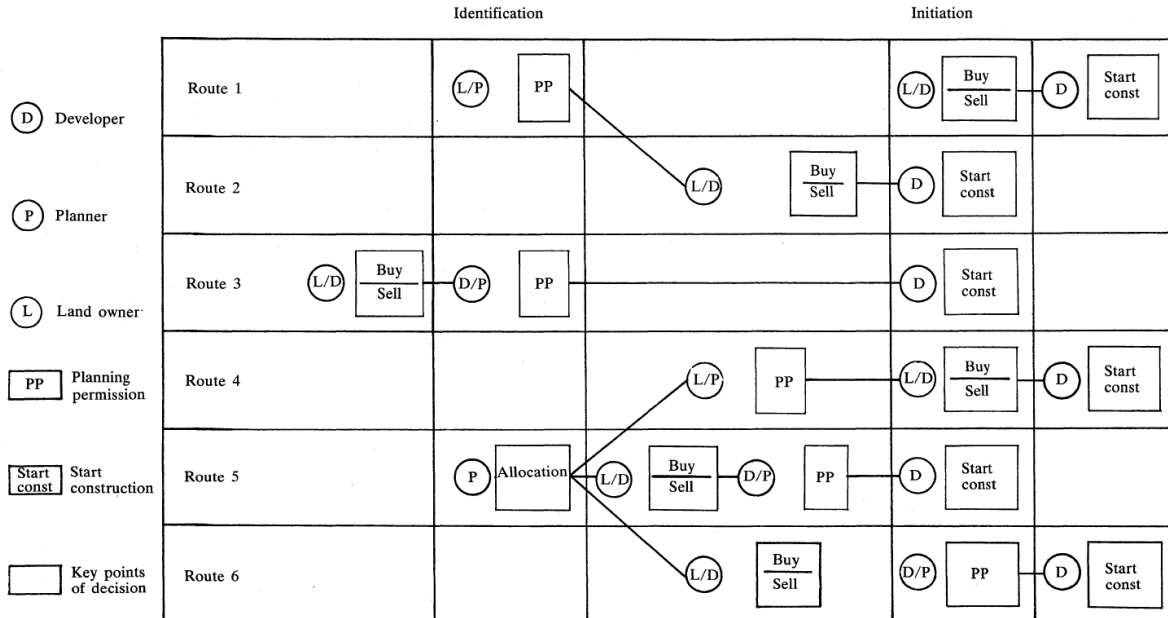 Identification
Initiation
D Developer
P Planner
L Land owner
PP Planning
permission
Start
const Start
construction
Key points
of decision
Route 1
L/P
PP
L/D
Buy
Sell
D
Start
const
Route 2
L/D
Buy
Sell
D
Start
const
Route 3
L/D
Buy
Sell
D/P
PP
D
Start
const
Route 4
L/P
PP
L/D
Buy
Sell
D
Start
const
Route 5
P
Allocation
L/D
Buy
Sell
D/P
PP
D
Start
const
Route 6
L/D
Buy
Sell
D/P
PP
D
Start
const